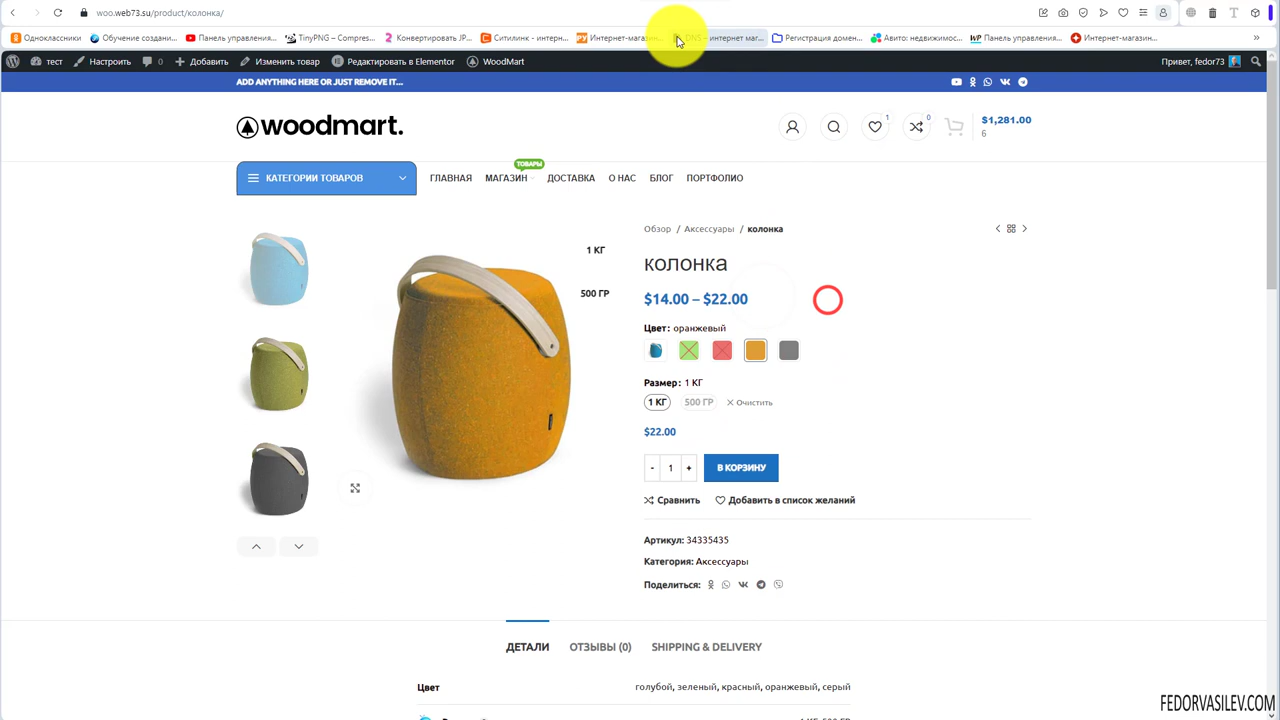 woo.web73.su/product/колонка/
Одноклассники
Обучение создани...
Панель управления...
TinyPNG – Compres...
Конвертировать JP...
Ситилинк - интерн...
Интернет-магазин...
DNS – интернет маг...
Регистрация домен...
Авито: недвижимос...
Панель управления...
Интернет-магазин...
тест
Настроить
0
Добавить
Изменить товар
Редактировать в Elementor
WoodMart
Привет, fedor73
ADD ANYTHING HERE OR JUST REMOVE IT...
woodmart.
1
0
$1,281.00
6
КАТЕГОРИИ ТОВАРОВ
ТОВАРЫ
ГЛАВНАЯ
МАГАЗИН
ДОСТАВКА
О НАС
БЛОГ
ПОРТФОЛИО
1 КГ
500 ГР
Обзор / Аксессуары / колонка
колонка
$14.00 – $22.00
Цвет: оранжевый
Размер: 1 КГ
1 КГ
500 ГР
Очистить
$22.00
- 1 +
В КОРЗИНУ
Сравнить
Добавить в список желаний
Артикул: 34335435
Категория: Аксессуары
Поделиться:
ДЕТАЛИ
ОТЗЫВЫ (0)
SHIPPING & DELIVERY
Цвет
голубой, зеленый, красный, оранжевый, серый
FEDORVASILEV.COM